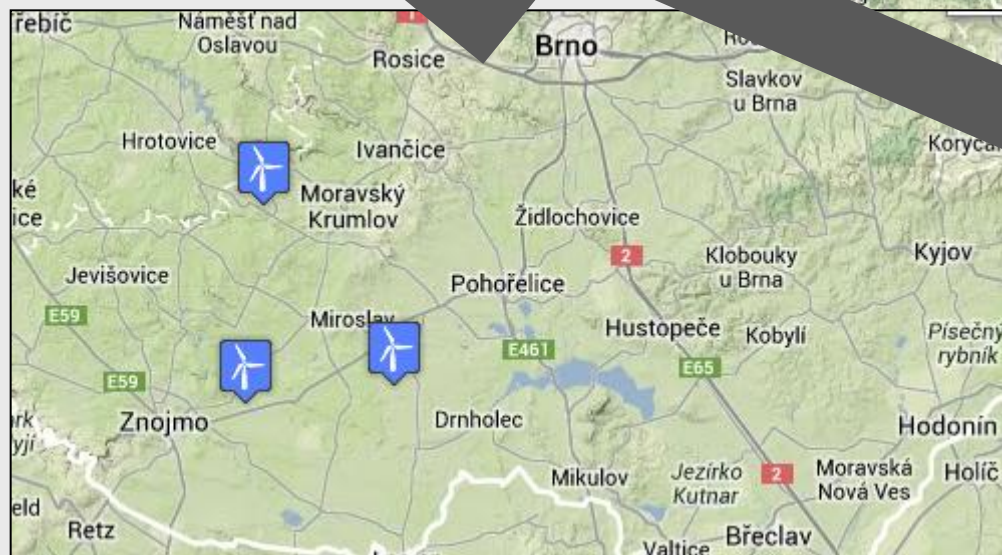 řebíč
Náměšť nad
Oslavou
1
Rosice
Brno
Slavkov
u Brna
Hrotovice
Ivančice
Moravský
Krumlov
Židlochovice
2
Klobouky
u Brna
Kyjov
Jevišovice
Pohořelice
E59
Miroslav
Hustopeče
Kobylí
Písečný
rybník
E461
E65
E59
Znojmo
Drnholec
Hodonín
Mikulov
Jezírko
Kutnar
2
Moravská
Nová Ves
Holíč
Retz
Břeclav
Valtice